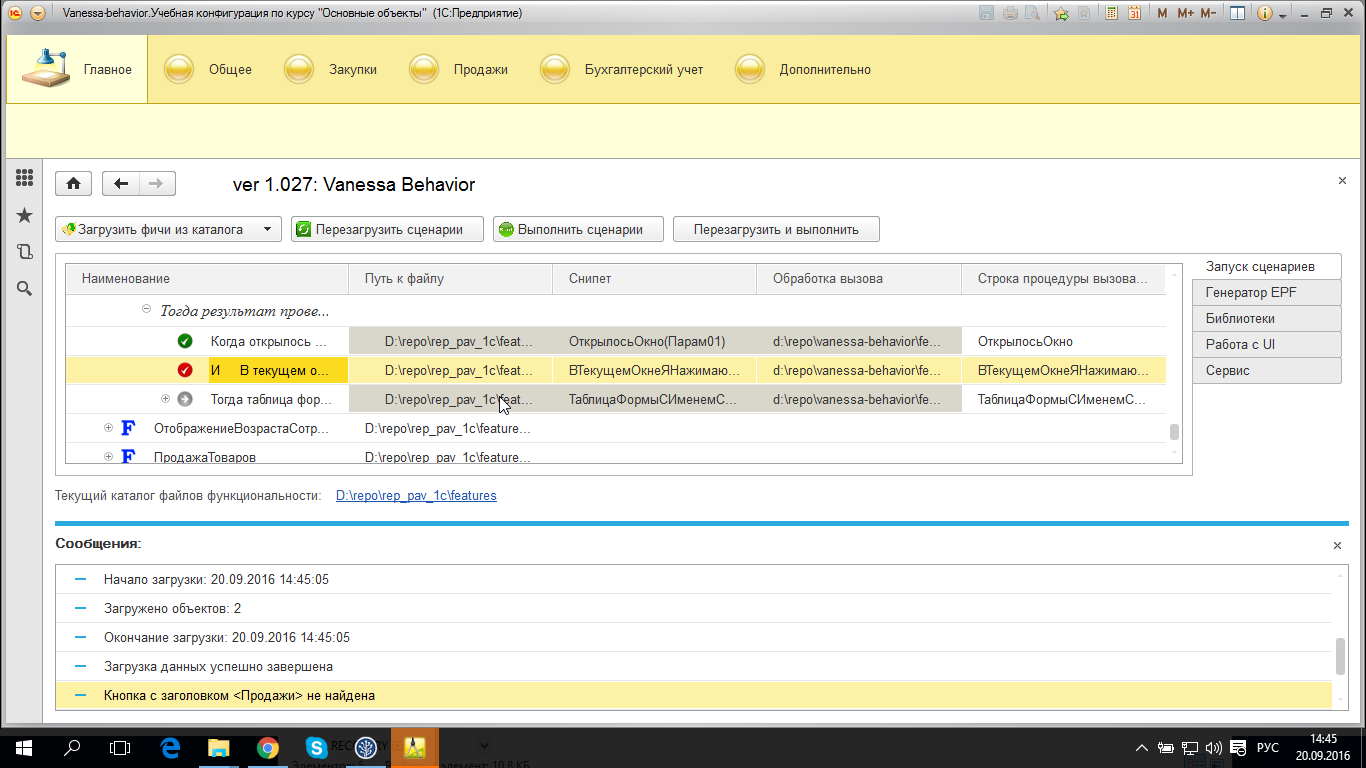 Vanessa-behavior.Учебная конфигурация по курсу "Основные объекты" (1С:Предприятие)
M M+ M-
Главное Общее Закупки Продажи Бухгалтерский учет Дополнительно
ver 1.027: Vanessa Behavior
Загрузить фичи из каталога Перезагрузить сценарии Выполнить сценарии Перезагрузить и выполнить
Наименование Путь к файлу Снипет Обработка вызова Строка процедуры вызова...
Тогда результат прове...
Когда открылось ... D:\repo\rep_pav_1c\feat... ОткрылосьОкно(Парам01) d:\repo\vanessa-behavior\fe... ОткрылосьОкно
И В текущем о... D:\repo\rep_pav_1c\feat... ВТекущемОкнеЯНажимаю... d:\repo\vanessa-behavior\fe... ВТекущемОкнеЯНажимаю...
Тогда таблица фор... D:\repo\rep_pav_1c\feat... ТаблицаФормыСИменемС... d:\repo\vanessa-behavior\fe... ТаблицаФормыСИменемС...
F ОтображениеВозрастаСотр... D:\repo\rep_pav_1c\feature...
F ПродажаТоваров D:\repo\rep_pav_1c\feature...
Запуск сценариев
Генератор EPF
Библиотеки
Работа с UI
Сервис
Текущий каталог файлов функциональности: D:\repo\rep_pav_1c\features
Сообщения:
Начало загрузки: 20.09.2016 14:45:05
Загружено объектов: 2
Окончание загрузки: 20.09.2016 14:45:05
Загрузка данных успешно завершена
Кнопка с заголовком <Продажи> не найдена
РУС
14:45
20.09.2016